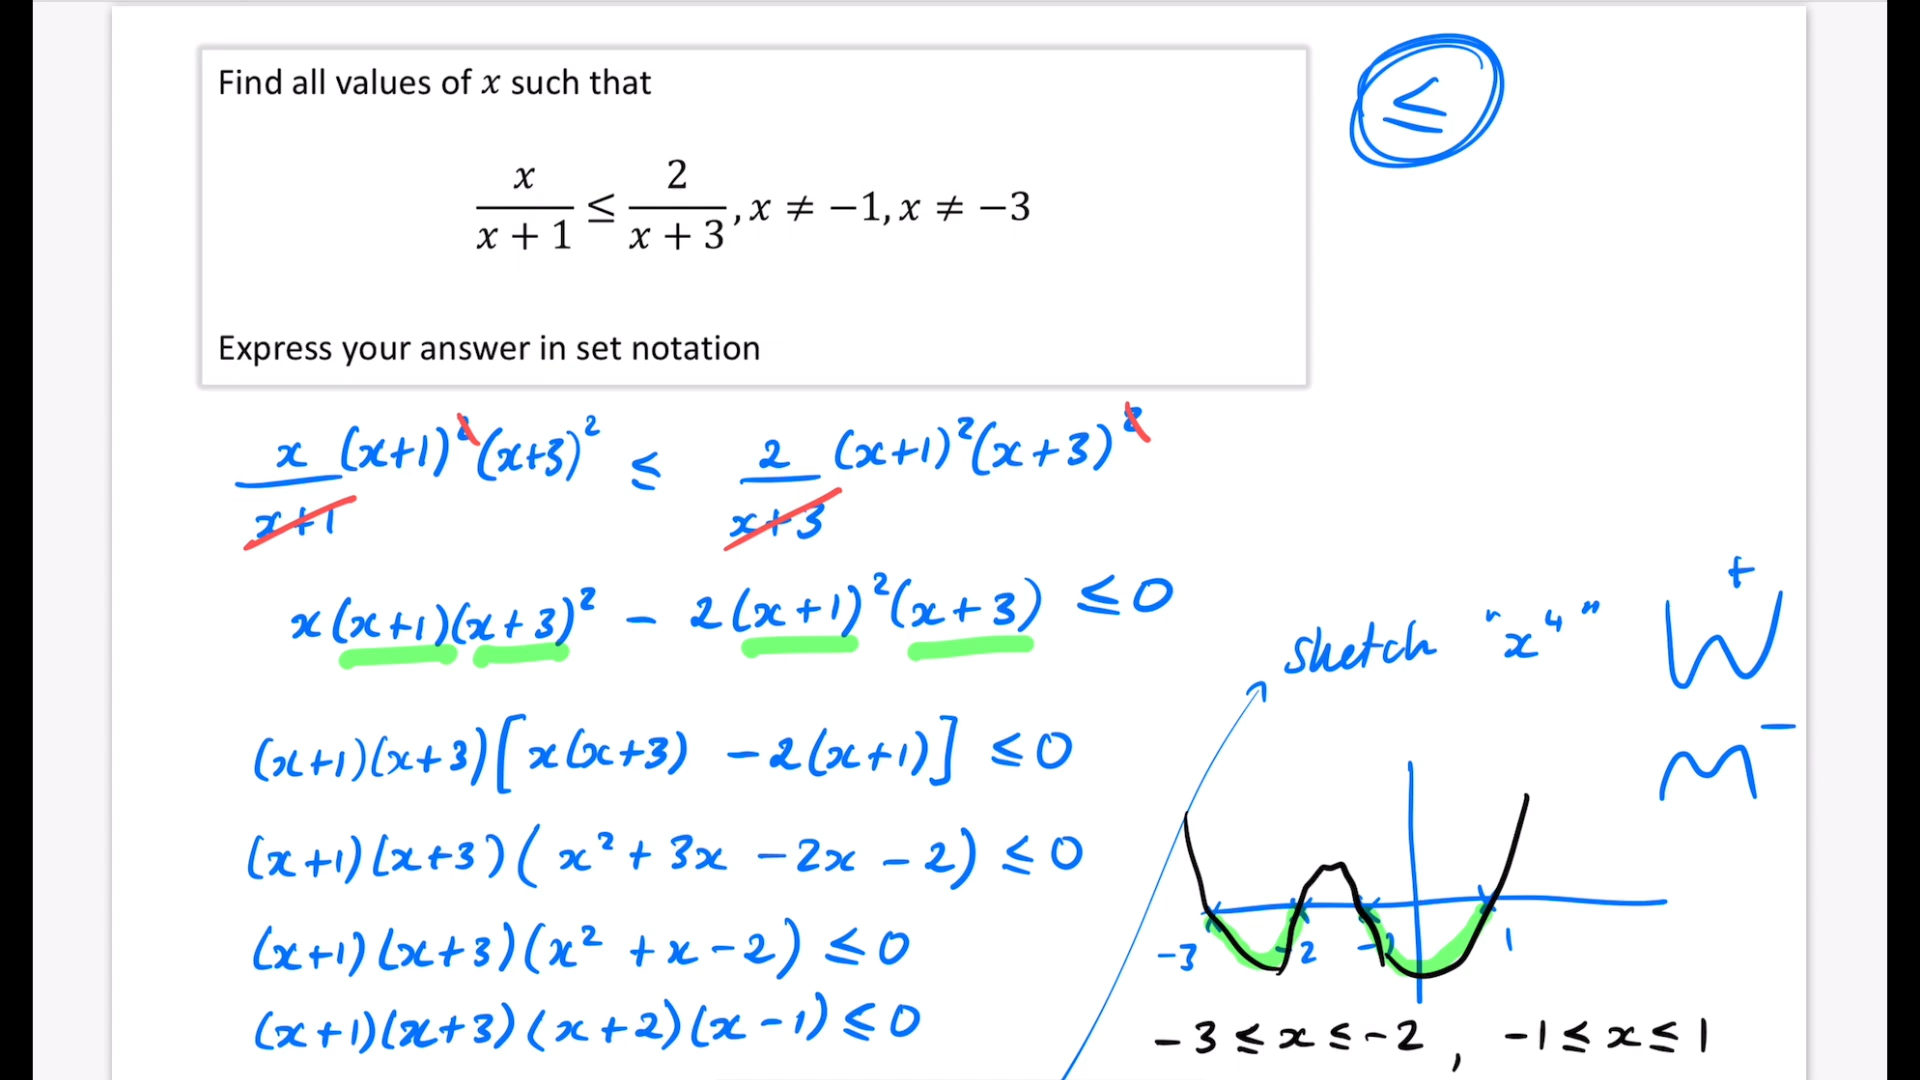 Find all values of x such that
≤
x/(x + 1) ≤ 2/(x + 3), x ≠ −1, x ≠ −3
Express your answer in set notation
x/(x+1) (x+1)²(x+3)² ≤ 2/(x+3) (x+1)²(x+3)²
x(x+1)(x+3)² − 2(x+1)²(x+3) ≤ 0
sketch "x⁴" W +
M −
(x+1)(x+3)[x(x+3) − 2(x+1)] ≤ 0
(x+1)(x+3)(x² + 3x − 2x − 2) ≤ 0
(x+1)(x+3)(x² + x − 2) ≤ 0
-3 -2 -1 1
(x+1)(x+3)(x+2)(x−1) ≤ 0
-3 ≤ x ≤ -2 , -1 ≤ x ≤ 1